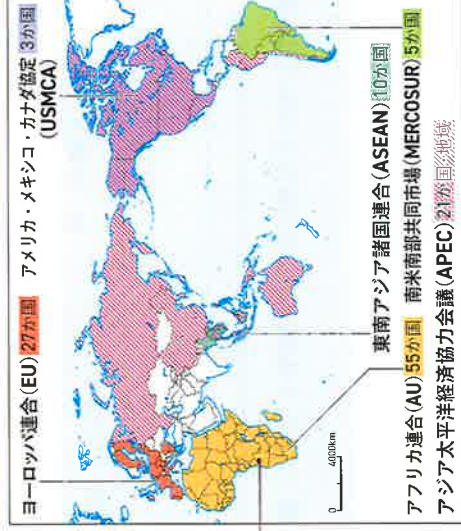 ヨーロッパ連合(EU) 27か国
アメリカ・メキシコ・カナダ協定 3か国
(USMCA)
0 4000km
東南アジア諸国連合(ASEAN) 10か国
アフリカ連合(AU) 55か国
南米南部共同市場(MERCOSUR) 5か国
アジア太平洋経済協力会議(APEC) 21か国・地域